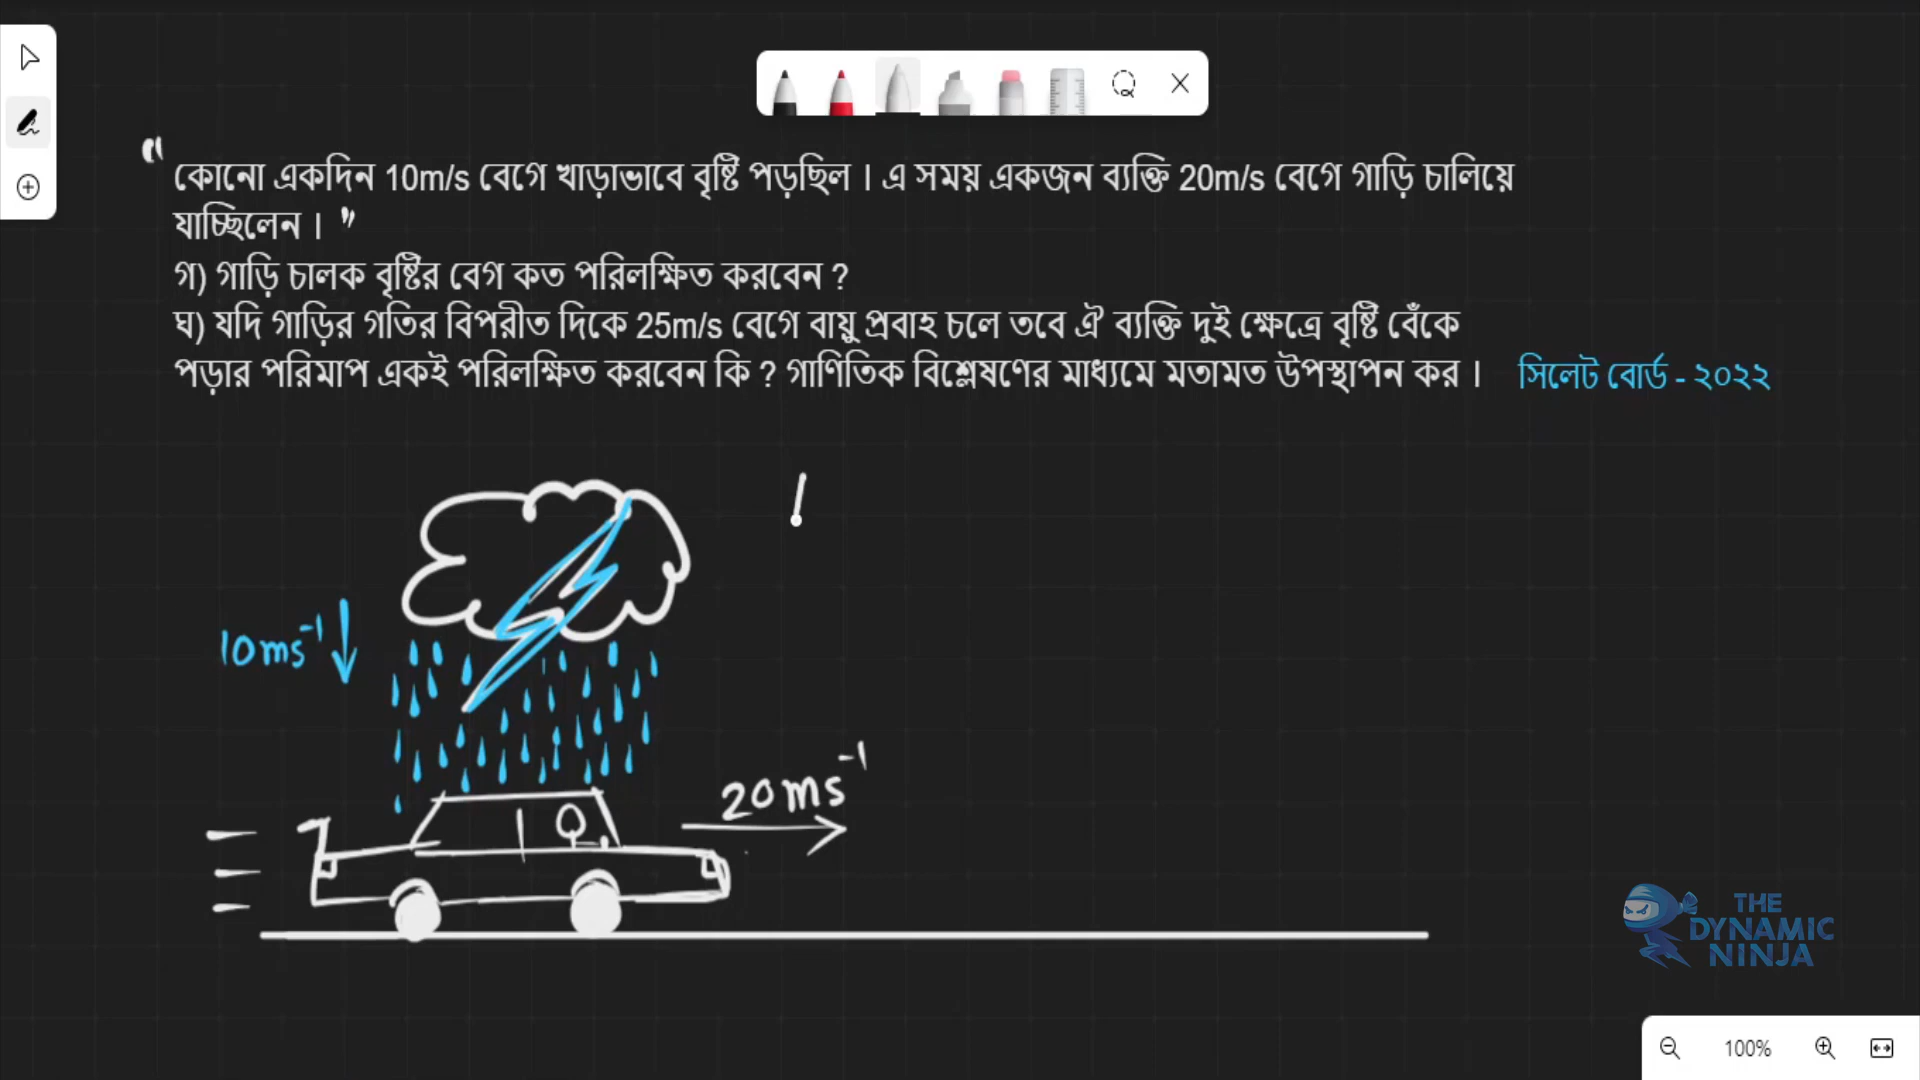 “ কোনো একদিন 10m/s বেগে খাড়াভাবে বৃষ্টি পড়ছিল । এ সময় একজন ব্যক্তি 20m/s বেগে গাড়ি চালিয়ে
যাচ্ছিলেন । ”
গ) গাড়ি চালক বৃষ্টির বেগ কত পরিলক্ষিত করবেন ?
ঘ) যদি গাড়ির গতির বিপরীত দিকে 25m/s বেগে বায়ু প্রবাহ চলে তবে ঐ ব্যক্তি দুই ক্ষেত্রে বৃষ্টি বেঁকে
পড়ার পরিমাপ একই পরিলক্ষিত করবেন কি ? গাণিতিক বিশ্লেষণের মাধ্যমে মতামত উপস্থাপন কর । সিলেট বোর্ড - ২০২২
10ms⁻¹
20ms⁻¹
THE
DYNAMIC
NINJA
100%